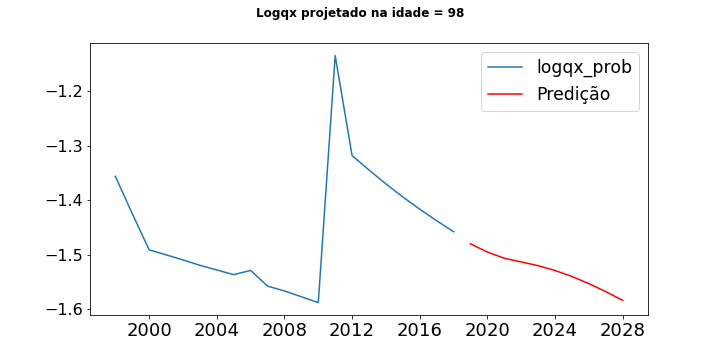 Logqx projetado na idade = 98
logqx_prob
Predição
−1.2
−1.3
−1.4
−1.5
−1.6
2000 2004 2008 2012 2016 2020 2024 2028